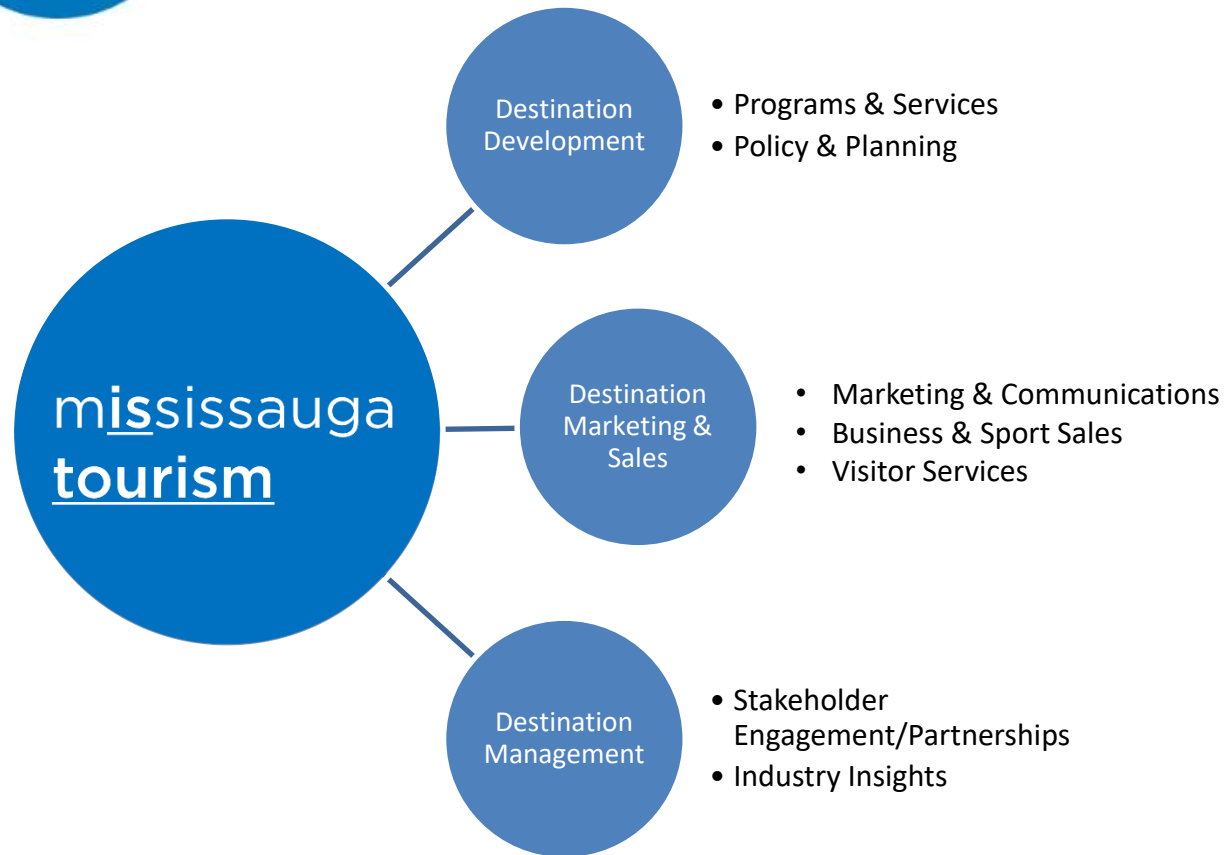 mississauga
tourism
Destination
Development
• Programs & Services
• Policy & Planning
Destination
Marketing &
Sales
• Marketing & Communications
• Business & Sport Sales
• Visitor Services
Destination
Management
• Stakeholder
Engagement/Partnerships
• Industry Insights